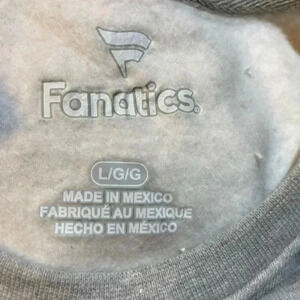 Fanatics®
L/G/G
MADE IN MEXICO
FABRIQUÉ AU MEXIQUE
HECHO EN MÉXICO